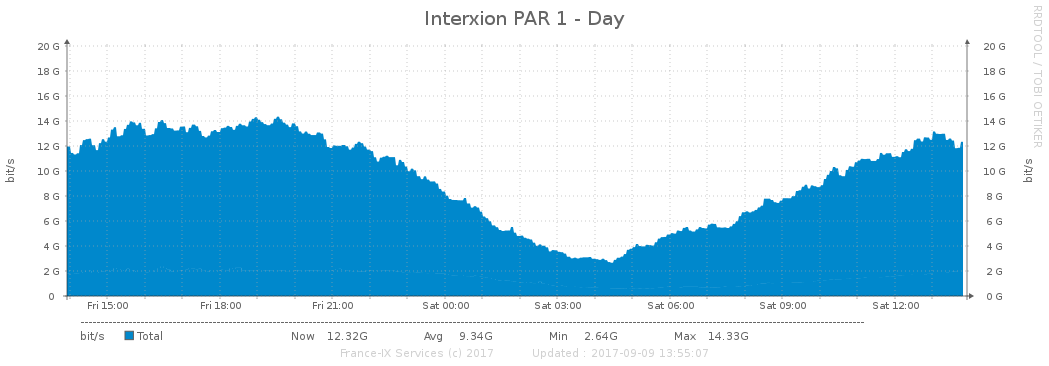 Interxion PAR 1 - Day
RRDTOOL / TOBI OETIKER
bit/s
20 G 20 G
18 G 18 G
16 G 16 G
14 G 14 G
12 G 12 G
10 G 10 G
8 G 8 G
6 G 6 G
4 G 4 G
2 G 2 G
0 0 G
bit/s
Fri 15:00 Fri 18:00 Fri 21:00 Sat 00:00 Sat 03:00 Sat 06:00 Sat 09:00 Sat 12:00
bit/s Total Now 12.32G Avg 9.34G Min 2.64G Max 14.33G
France-IX Services (c) 2017 Updated : 2017-09-09 13:55:07